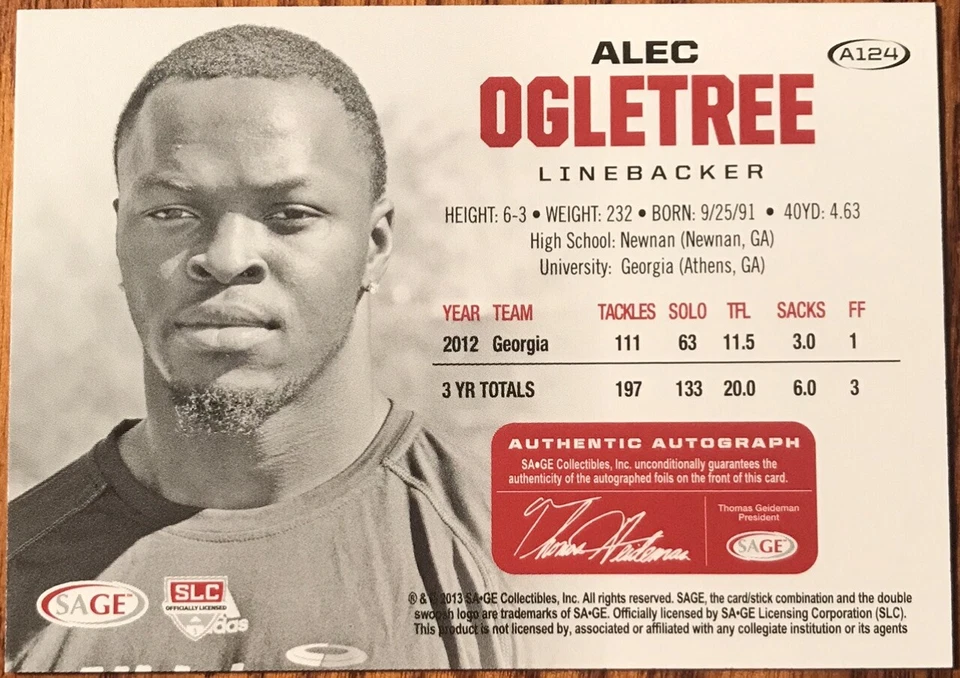 ALEC
A124
OGLETREE
LINEBACKER
HEIGHT: 6-3 • WEIGHT: 232 • BORN: 9/25/91 • 40YD: 4.63
High School: Newnan (Newnan, GA)
University: Georgia (Athens, GA)
YEAR TEAM TACKLES SOLO TFL SACKS FF
2012 Georgia 111 63 11.5 3.0 1
3 YR TOTALS 197 133 20.0 6.0 3
AUTHENTIC AUTOGRAPH
SA•GE Collectibles, Inc. unconditionally guarantees the
authenticity of the autographed foils on the front of this card.
Thomas Geideman
Thomas Geideman
President
SAGE™
SAGE™
SLC
OFFICIALLY LICENSED
das
® & © 2013 SA•GE Collectibles, Inc. All rights reserved. SAGE, the card/stick combination and the double
swoosh logo are trademarks of SA•GE. Officially licensed by SA•GE Licensing Corporation (SLC).
This product is not licensed by, associated or affiliated with any collegiate institution or its agents